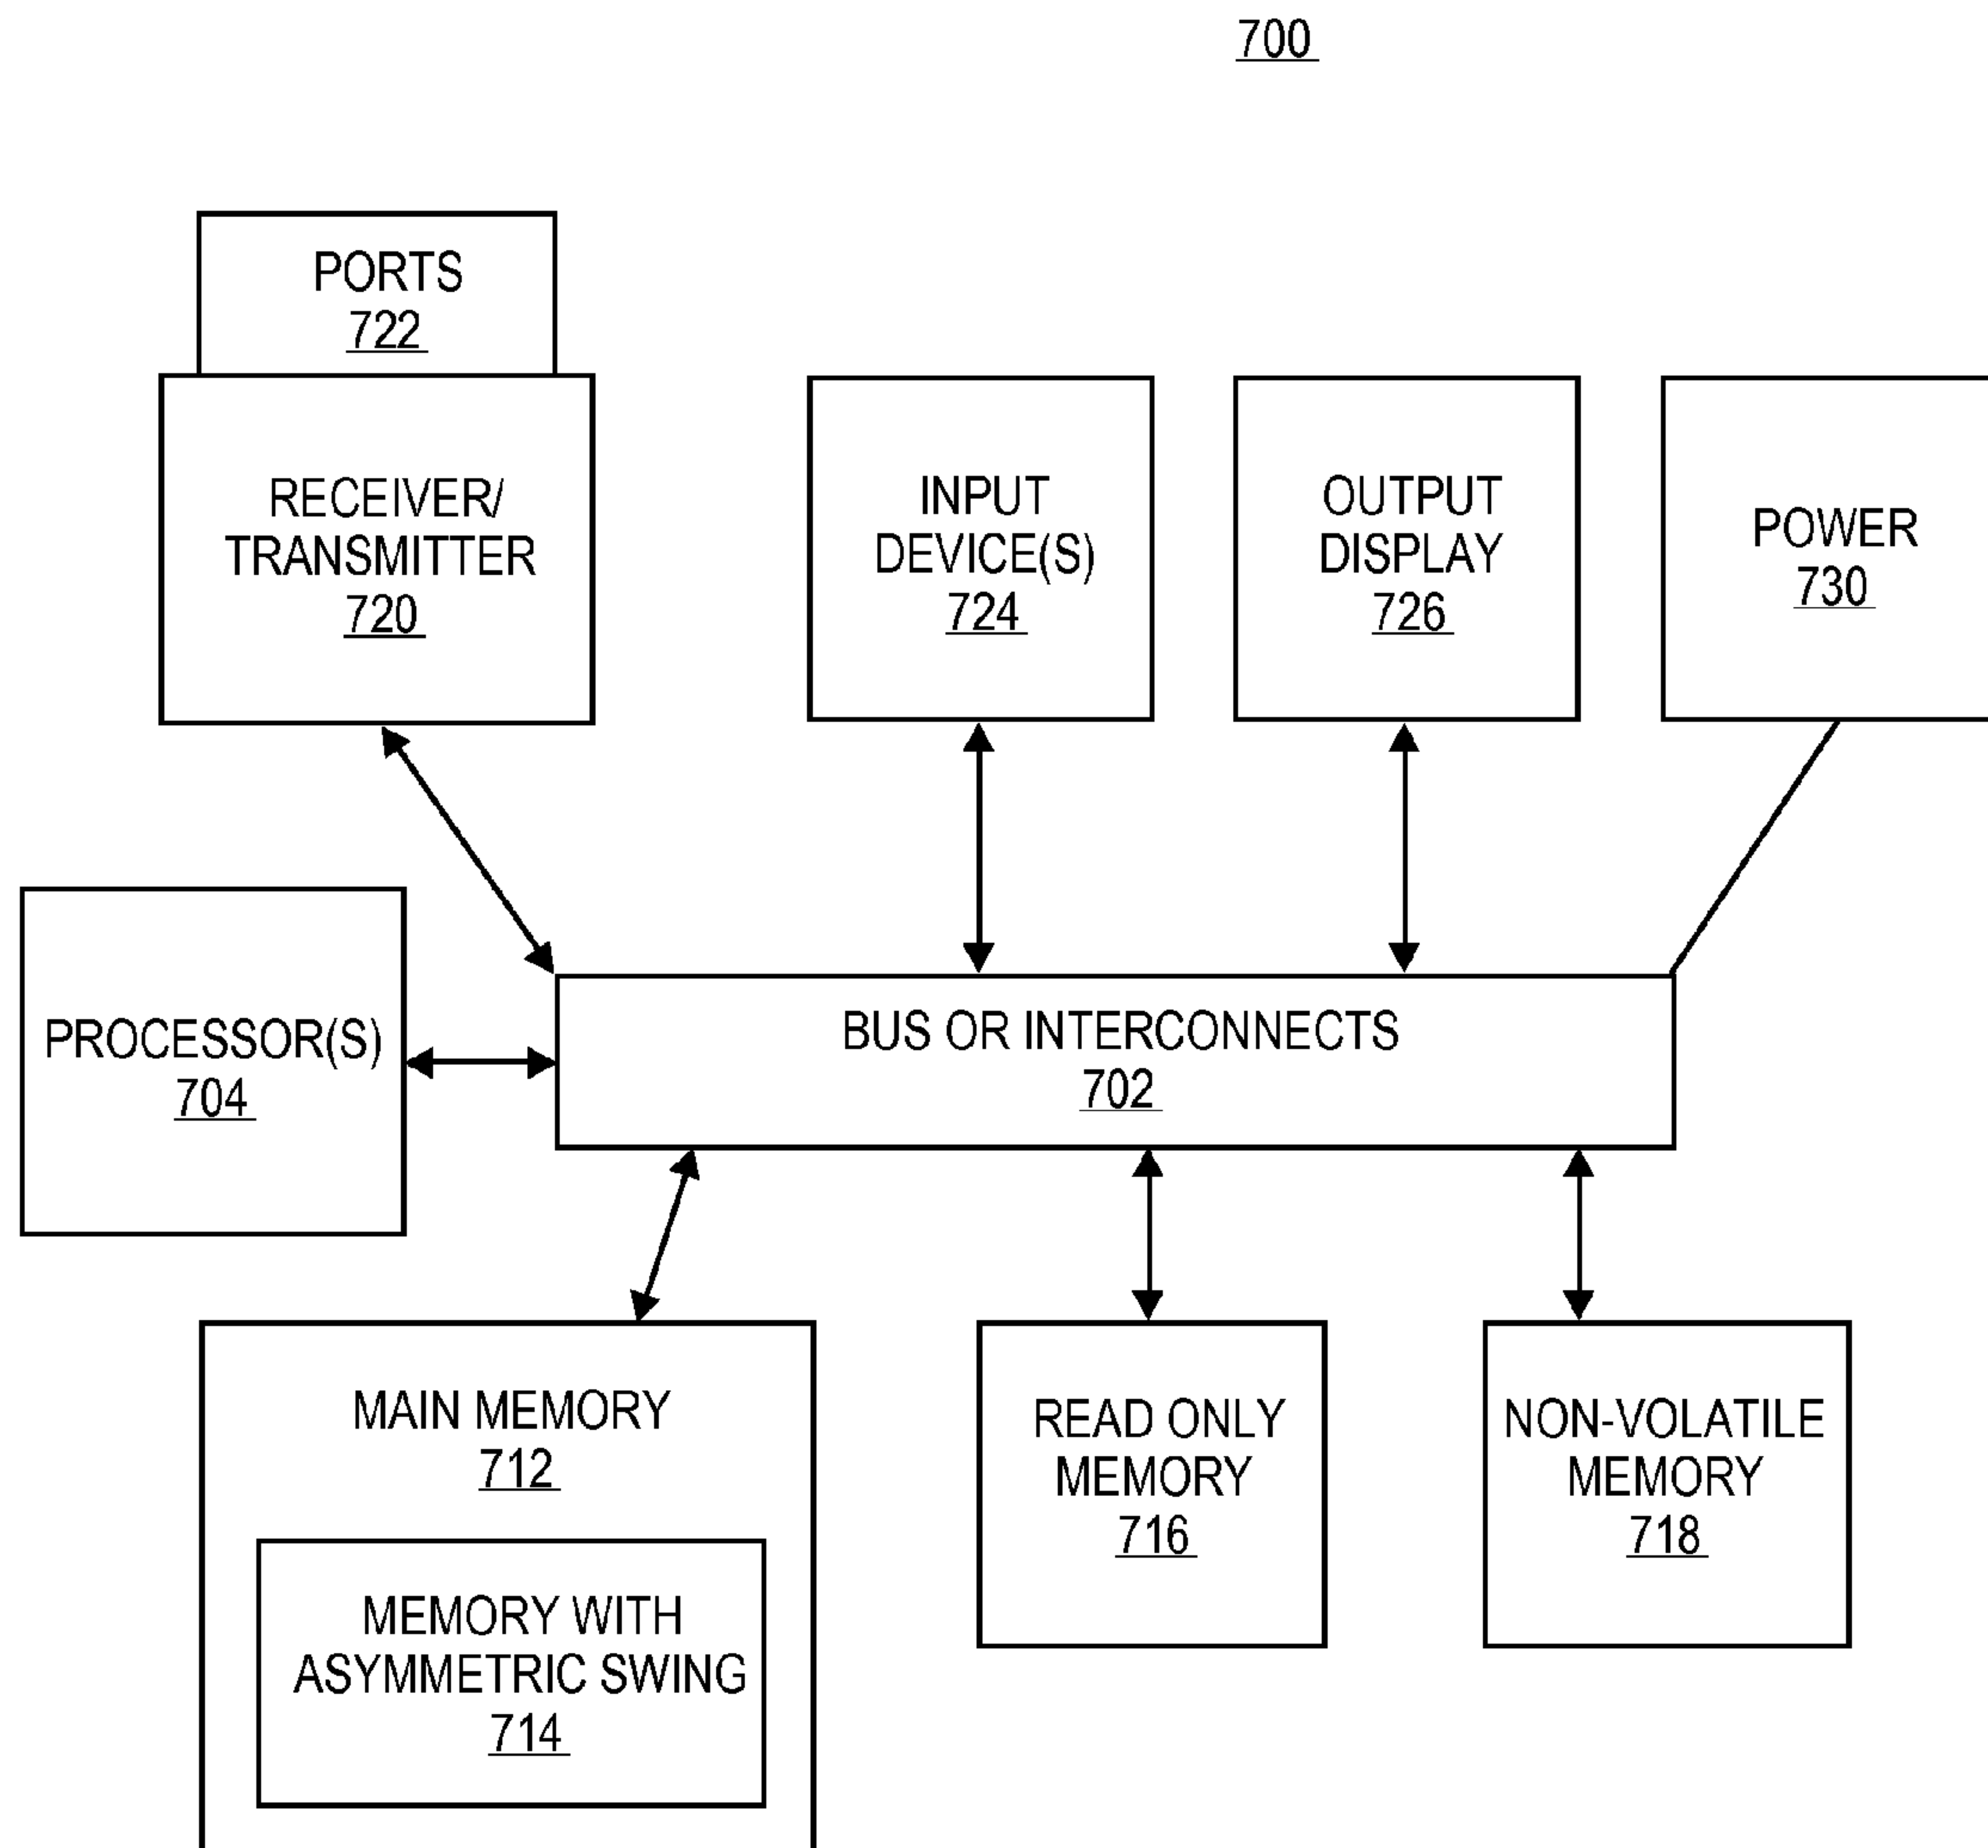 700
PORTS
722
RECEIVER/
TRANSMITTER
720
INPUT
DEVICE(S)
724
OUTPUT
DISPLAY
726
POWER
730
PROCESSOR(S)
704
BUS OR INTERCONNECTS
702
MAIN MEMORY
712
MEMORY WITH
ASYMMETRIC SWING
714
READ ONLY
MEMORY
716
NON-VOLATILE
MEMORY
718